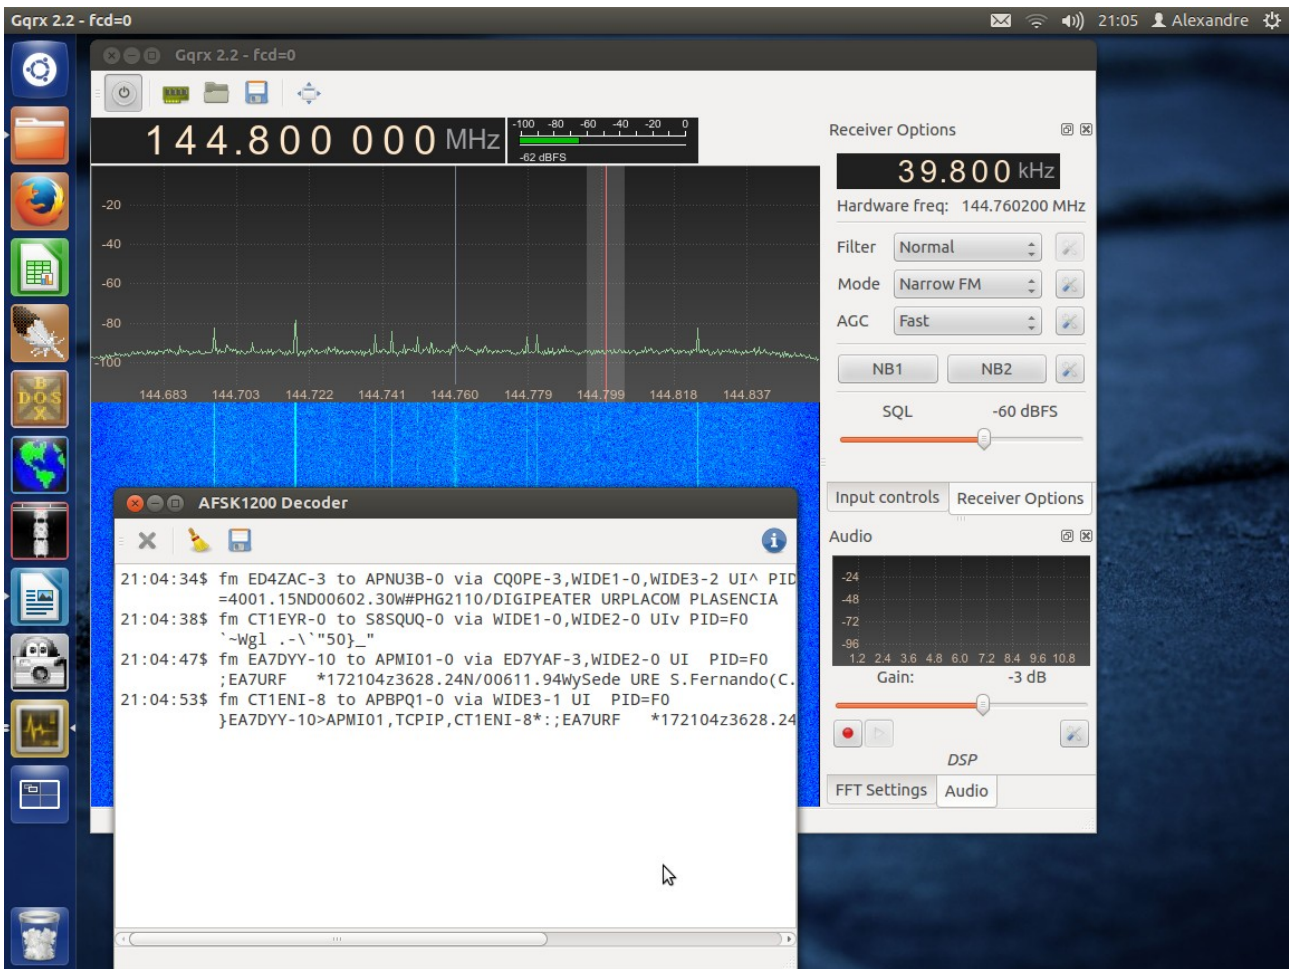 Gqrx 2.2 - fcd=0
21:05 Alexandre
Gqrx 2.2 - fcd=0
144.800 000 MHz
-100 -80 -60 -40 -20 0
-62 dBFS
-20
-40
-60
-80
-100
144.683 144.703 144.722 144.741 144.760 144.779 144.799 144.818 144.837
Receiver Options
39.800 kHz
Hardware freq: 144.760200 MHz
Filter Normal
Mode Narrow FM
AGC Fast
NB1 NB2
SQL -60 dBFS
Input controls Receiver Options
Audio
-24
-48
-72
-96
1.2 2.4 3.6 4.8 6.0 7.2 8.4 9.6 10.8
Gain: -3 dB
DSP
FFT Settings Audio
AFSK1200 Decoder
21:04:34$ fm ED4ZAC-3 to APNU3B-0 via CQ0PE-3,WIDE1-0,WIDE3-2 UI^ PID
=4001.15ND00602.30W#PHG2110/DIGIPEATER URPLACOM PLASENCIA
21:04:38$ fm CT1EYR-0 to S8SQUQ-0 via WIDE1-0,WIDE2-0 UIv PID=F0
`~Wgl .-\`"50}_"
21:04:47$ fm EA7DYY-10 to APMI01-0 via ED7YAF-3,WIDE2-0 UI  PID=F0
;EA7URF   *172104z3628.24N/00611.94WySede URE S.Fernando(C.
21:04:53$ fm CT1ENI-8 to APBPQ1-0 via WIDE3-1 UI  PID=F0
}EA7DYY-10>APMI01,TCPIP,CT1ENI-8*:;EA7URF   *172104z3628.24
BOX
DOS